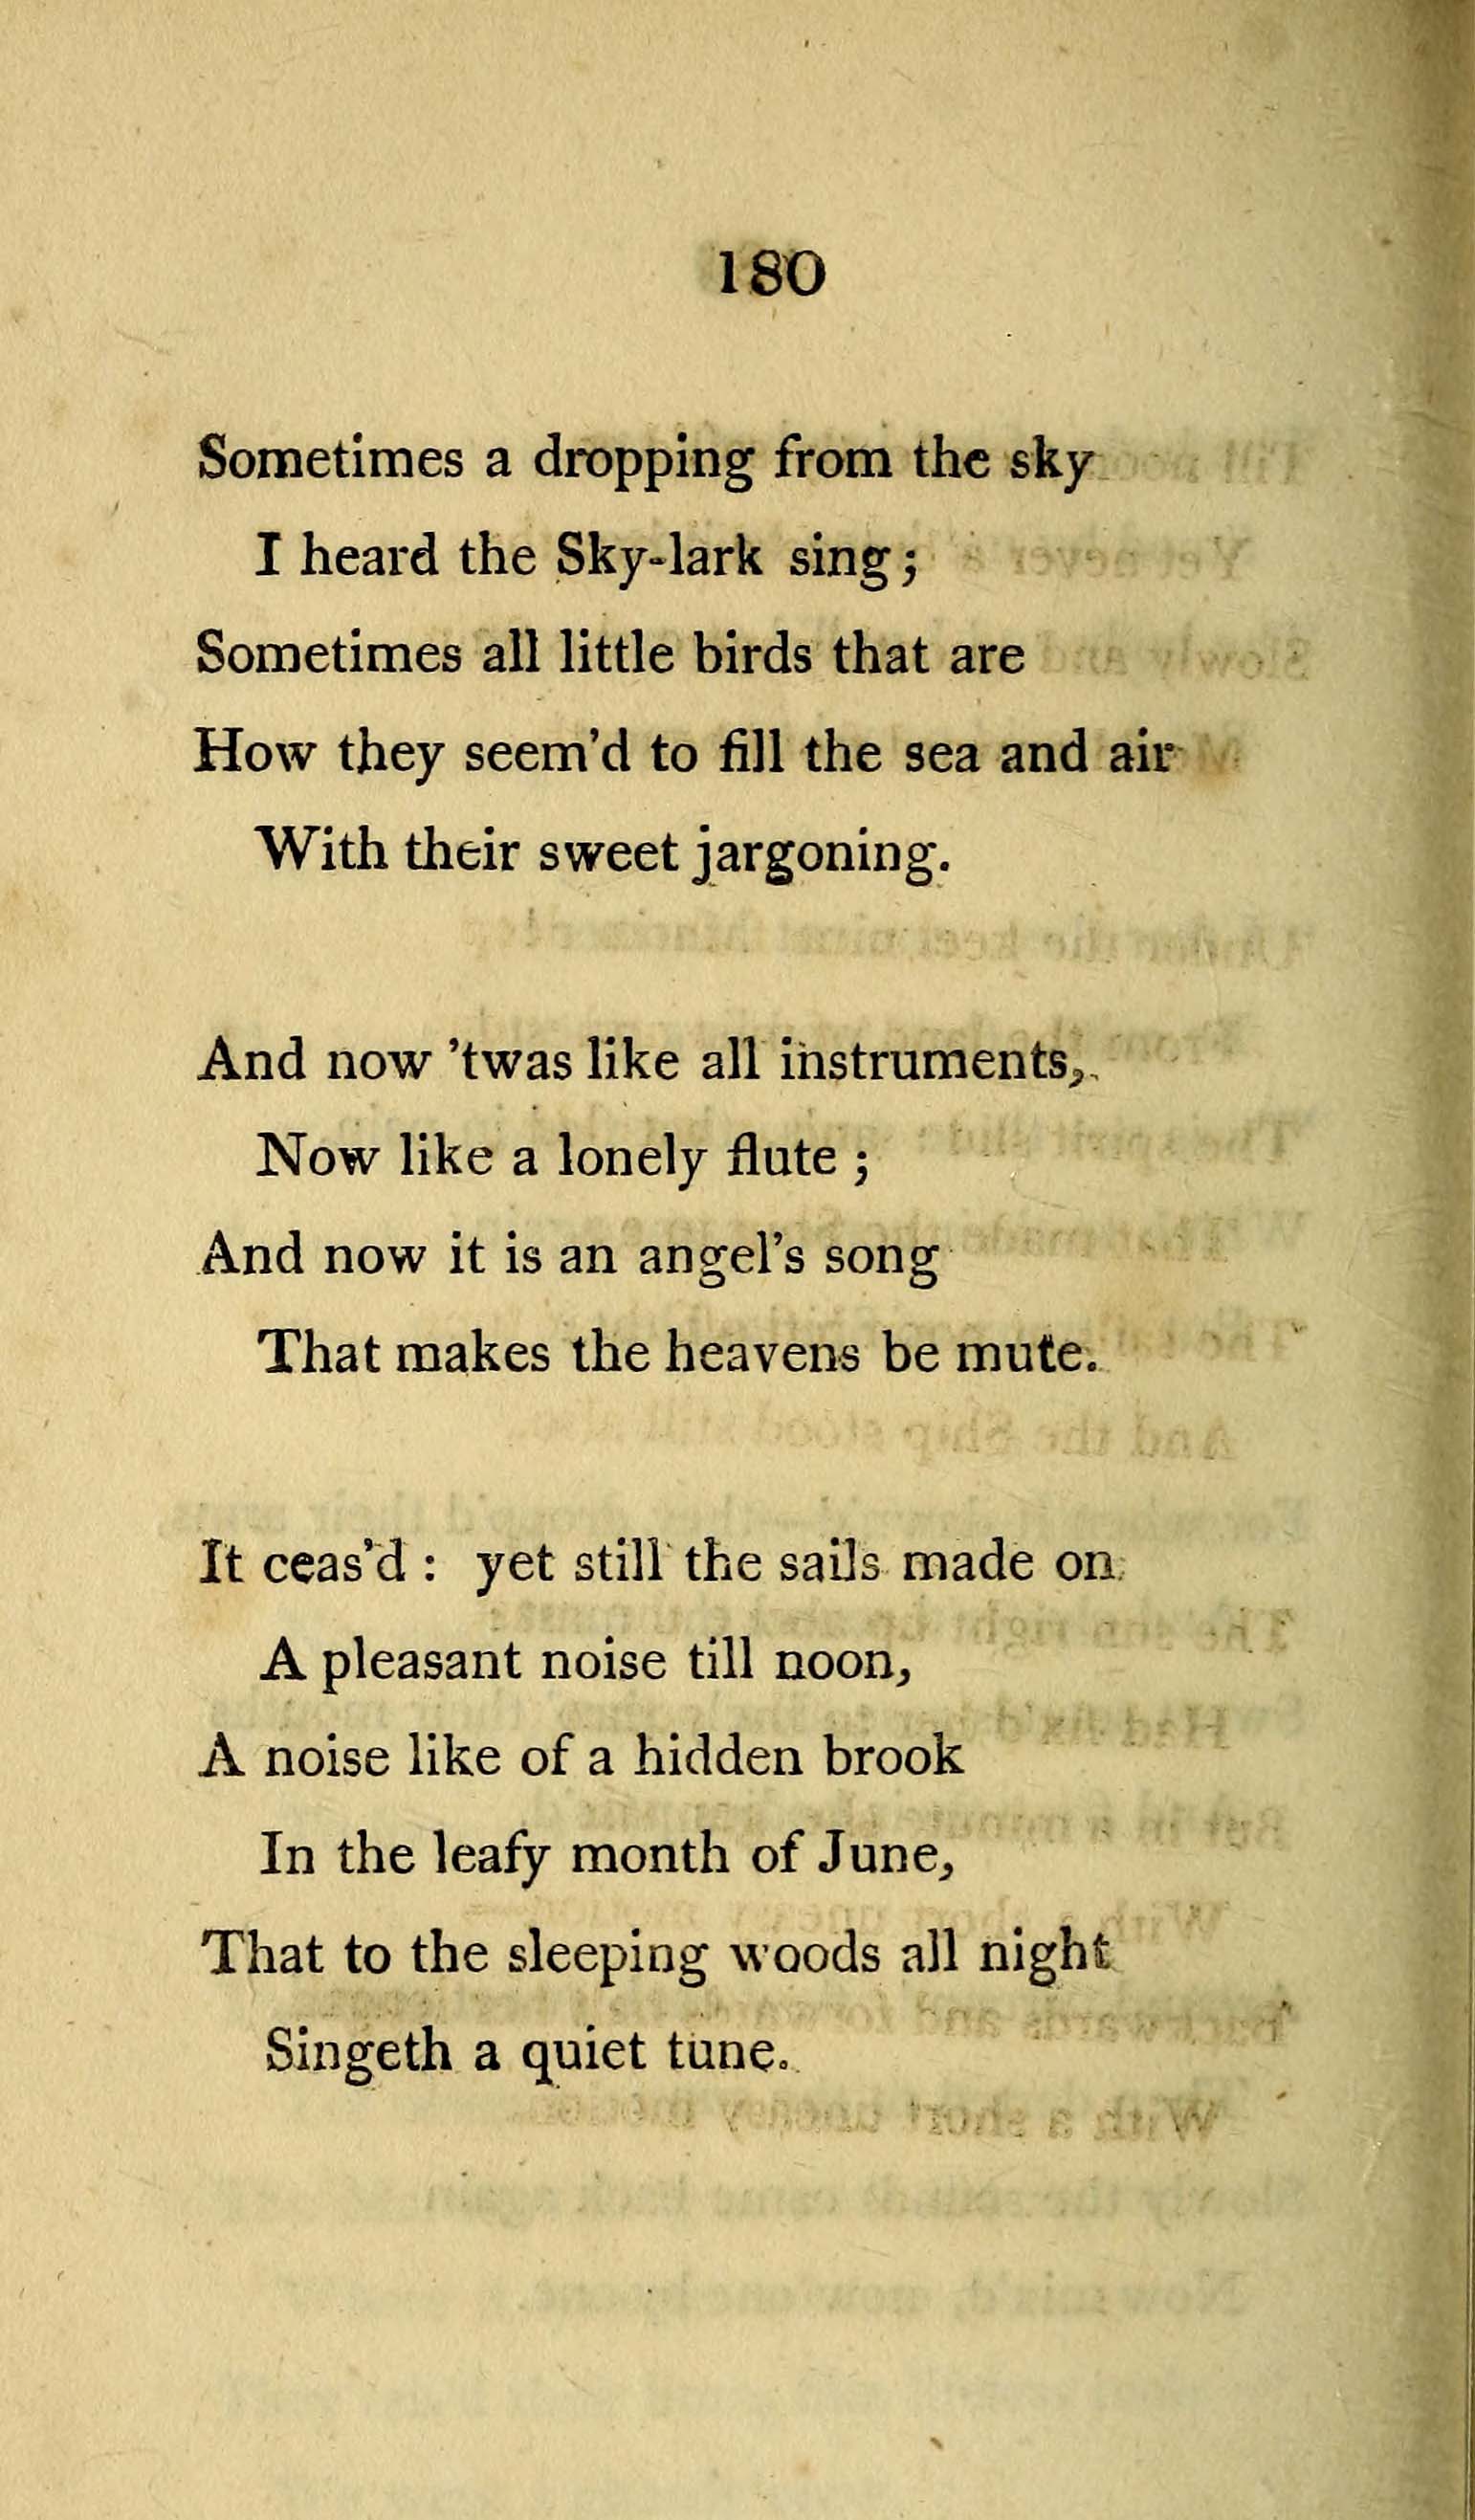 180
Sometimes a dropping from the sky
I heard the Sky-lark sing;
Sometimes all little birds that are
How they seem'd to fill the sea and air
With their sweet jargoning.
And now 'twas like all instruments,
Now like a lonely flute ;
And now it is an angel's song
That makes the heavens be mute.
It ceas'd : yet still the sails made on
A pleasant noise till noon,
A noise like of a hidden brook
In the leafy month of June,
That to the sleeping woods all night
Singeth a quiet tune.